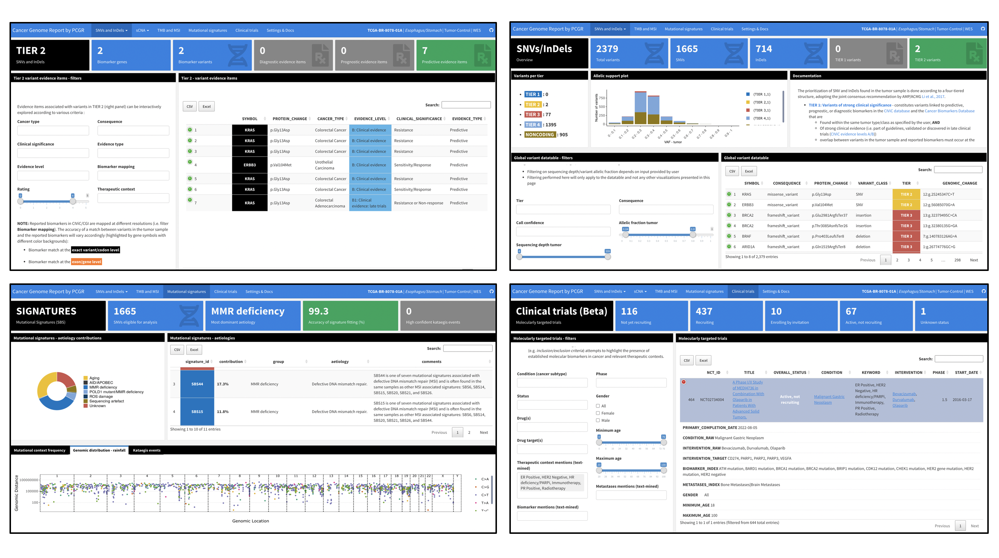 Cancer Genome Report by PCGR
SNVs and InDels
sCNA
TMB and MSI
Mutational signatures
Clinical trials
Settings & Docs
TCGA-BR-8078-01A | Esophagus/Stomach | Tumor-Control | WES
TIER 2
SNVs and InDels
2
Biomarker genes
2
Biomarker variants
0
Diagnostic evidence items
0
Prognostic evidence items
7
Predictive evidence items
Tier 2 variant evidence items - filters
Evidence items associated with variants in TIER 2 (right panel) can be interactively
explored according to various criteria :
Cancer type
Consequence
Clinical significance
Evidence type
Evidence level
Biomarker mapping
Rating
Therapeutic context
0 4 5
0 1 2 3 4 5
NOTE: Reported biomarkers in CIViC/CGI are mapped at different resolutions (i.e. filter
Biomarker mapping). The accuracy of a match between variants in the tumor sample
and the reported biomarkers will vary accordingly (highlighted by gene symbols with
different color backgrounds):
• Biomarker match at the exact variant/codon level
• Biomarker match at the exon/gene level
Tier 2 - variant evidence items
CSV Excel Search:
SYMBOL PROTEIN_CHANGE CANCER_TYPE EVIDENCE_LEVEL CLINICAL_SIGNIFICANCE EVIDENCE_TYPE
1 KRAS p.Gly13Asp Colorectal Cancer B: Clinical evidence Resistance Predictive
2 KRAS p.Gly13Asp Colorectal Cancer B: Clinical evidence Resistance Predictive
3 KRAS p.Gly13Asp Colorectal Cancer B: Clinical evidence Resistance Predictive
4 ERBB3 p.Val104Met Urothelial Carcinoma B: Clinical evidence Sensitivity/Response Predictive
5 KRAS p.Gly13Asp Colorectal Cancer B: Clinical evidence Resistance Predictive
6 KRAS p.Gly13Asp Colorectal Cancer B: Clinical evidence Sensitivity/Response Predictive
7 KRAS p.Gly13Asp Colorectal Adenocarcinoma B1: Clinical evidence: late trials Resistance or Non-response Predictive
Cancer Genome Report by PCGR
SNVs and InDels
TMB and MSI
Mutational signatures
Clinical trials
Settings & Docs
TCGA-BR-8078-01A | Esophagus/Stomach | Tumor-Control | WES
SNVs/InDels
Overview
2379
Total variants
1665
SNVs
714
InDels
0
TIER 1 variants
2
TIER 2 variants
Variants per tier
• TIER 1 : 0
• TIER 2 : 2
• TIER 3 : 77
• TIER 4 : 1395
• NONCODING : 905
Allelic support plot
Number of variants
750
500
250
0
0 - 0.1
0.1 - 0.2
0.2 - 0.3
0.3 - 0.4
0.4 - 0.5
0.5 - 0.6
0.6 - 0.7
0.7 - 0.8
0.8 - 0.9
0.9 - 1
VAF - tumor
(TIER 1,1)
(TIER 2,1)
(TIER 3,1)
(TIER 4,1)
Documentation
The prioritization of SNV and InDels found in the tumor sample is done according to a four-tiered
structure, adopting the joint consensus recommendation by AMP/ACMG Li et al., 2017.
• TIER 1: Variants of strong clinical significance - constitutes variants linked to predictive,
prognostic, or diagnostic biomarkers in the CIViC database and the Cancer Biomarkers Database
that are
Found within the same tumor type/class as specified by the user, AND
Of strong clinical evidence (i.e. part of guidelines, validated or discovered in late clinical
trials (CIViC evidence levels A/B))
overlap between variants in the tumor sample and reported biomarkers must occur at the
Global variant datatable - filters
• Filtering on sequencing depth/variant allelic fraction depends on input provided by user
• Filtering performed here will only apply to the datatable and not any other visualizations presented in this
page
Tier
Consequence
Call confidence
Allelic fraction tumor
0.04 0.8 1
0 0.1 0.2 0.3 0.4 0.5 0.6 0.7 0.8 0.9 1
Sequencing depth tumor
4 399
Global variant datatable
CSV Excel Search:
SYMBOL CONSEQUENCE PROTEIN_CHANGE VARIANT_CLASS TIER GENOMIC_CHANGE
1 KRAS missense_variant p.Gly13Asp SNV TIER 2 12:g.25245347C>T
2 ERBB3 missense_variant p.Val104Met SNV TIER 2 12:g.56085070G>A
3 BRCA2 frameshift_variant p.Glu2981ArgfsTer37 insertion TIER 3 13:g.32379495C>CA
4 BRCA2 frameshift_variant p.Thr3085AsnfsTer26 insertion TIER 3 13:g.32380135G>GA
5 BRAF frameshift_variant p.Pro403LeufsTer8 deletion TIER 3 7:g.140783126AG>A
6 ARID1A frameshift_variant p.Gln1519ArgfsTer8 deletion TIER 3 1:g.26774776GC>G
Showing 1 to 8 of 2,379 entries
Previous 1 2 3 4 5 … 298 Next
Cancer Genome Report by PCGR
SNVs and InDels
TMB and MSI
Mutational signatures
Clinical trials
Settings & Docs
TCGA-BR-8078-01A | Esophagus/Stomach | Tumor-Control | WES
SIGNATURES
Mutational Signatures (SBS)
1665
SNVs eligible for analysis
MMR deficiency
Most dominant aetiology
99.3
Accuracy of signature fitting (%)
0
High confident kataegis events
Mutational signatures - aetiology contributions
Aging
AID/APOBEC
MMR deficiency
POLD1 mutant/MMR deficiency
ROS damage
Sequencing artefact
Unknown
Mutational signatures - aetiologies
CSV Excel Search:
signature_id contribution group aetiology comments
3 SBS44 17.3% MMR deficiency Defective DNA mismatch repair.
SBS44 is one of seven mutational signatures associated with
defective DNA mismatch repair (MSI) and is often found in the
same samples as other MSI associated signatures: SBS6, SBS14,
SBS15, SBS20, SBS21, and SBS26.
4 SBS15 11.8% MMR deficiency Defective DNA mismatch repair.
SBS15 is one of seven mutational signatures associated with
defective DNA mismatch repair (MSI) and is often found in the
same samples as other MSI associated signatures: SBS6, SBS14,
SBS20, SBS21, SBS26, and SBS44.
Showing 1 to 10 of 11 entries
Previous 1 2 Next
Mutational context frequency
Genomic distribution - rainfall
Kataegis events
1 2 3 4 5 6 7 8 9 10 11 12 13 14 15 16 17 18 19 20 21 22 X Y
Genomic Distance
100000000
100000
100
Genomic Location
C>A
C>G
C>T
T>A
T>C
Cancer Genome Report by PCGR
SNVs and InDels
sCNA
TMB and MSI
Mutational signatures
Clinical trials
Settings & Docs
TCGA-BR-8078-01A | Esophagus/Stomach | Tumor-Control | WES
Clinical trials (Beta)
Molecularly targeted trials
116
Not yet recruiting
437
Recruiting
10
Enrolling by invitation
67
Active, not recruiting
1
Unknown status
Molecularly targeted trials - filters
(e.g. inclusion/exclusion criteria) attempts to highlight the presence of
established molecular biomarkers in cancer and relevant therapeutic contexts.
Condition (cancer subtype)
Phase
Status
Gender
All
Female
Male
Drug(s)
Minimum age
0 76
0 8 16 24 32 40 48 56 64 72 76
Drug target(s)
Maximum age
20 100
20 28 36 44 52 60 68 76 84 92 100
Therapeutic context mentions (text-
mined)
ER Positive, HER2 Negative, HR
deficiency/PARPi, Immunotherapy,
PR Positive, Radiotherapy
Metastases mentions (text-mined)
Biomarker mentions (text-mined)
Molecularly targeted trials
CSV Excel Search:
NCT_ID TITLE OVERALL_STATUS CONDITION KEYWORD INTERVENTION PHASE START_DATE
464 NCT02734004
A Phase I/II Study
of MEDI4736 in
Combination With
Olaparib in
Patients With
Advanced Solid
Tumors.
Active, not
recruiting
Malignant Gastric
Neoplasm
ER Positive, HER2
Negative, HR
deficiency/PARPi,
Immunotherapy,
PR Positive,
Radiotherapy
Bevacizumab,
Durvalumab,
Olaparib
1.5 2016-03-17
PRIMARY_COMPLETION_DATE 2022-08-05
CONDITION_RAW Malignant Gastric Neoplasm
INTERVENTION_RAW Bevacizumab, Durvalumab, Olaparib
INTERVENTION_TARGET CD274, PARP1, PARP2, PARP3, VEGFA
BIOMARKER_INDEX ATM mutation, BARD1 mutation, BRCA1 mutation, BRCA2 mutation, BRIP1 mutation, CDK12 mutation, CHEK1 mutation, HER2 gene mutation, HER2
mutation, HER2 negative
METASTASES_INDEX Bone Metastases|Brain Metastases
GENDER All
MINIMUM_AGE 18
MAXIMUM_AGE 100
Showing 1 to 1 of 1 entries (filtered from 644 total entries)
Previous 1 Next